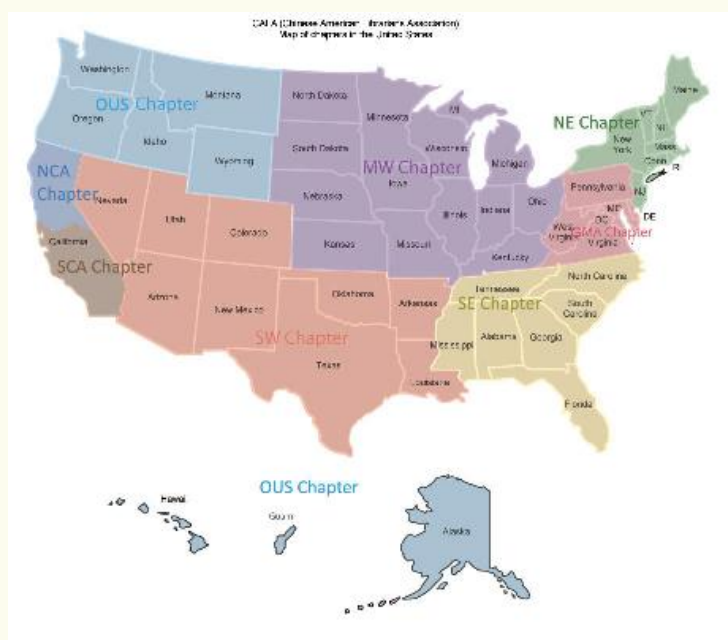 CALA (Chinese American Librarians Association)
Map of chapters in the United States
Washington
Montana
North Dakota
Minnesota
MI
Maine
OUS Chapter
Oregon
Idaho
Wyoming
South Dakota
Wisconsin
Michigan
NE Chapter
VT
NH
New
York
Mass
Conn
RI
NCA
Chapter
Nevada
MW Chapter
Iowa
Nebraska
Pennsylvania
NJ
Utah
Colorado
Kansas
Missouri
Illinois
Indiana
Ohio
West
Virginia
MD
DC
DE
Virginia
GMA Chapter
Kentucky
California
SCA Chapter
Arizona
New Mexico
Oklahoma
Arkansas
Tennessee
North Carolina
SE Chapter
South
Carolina
SW Chapter
Texas
Mississippi
Alabama
Georgia
Louisiana
Florida
OUS Chapter
Hawaii
Guam
Alaska